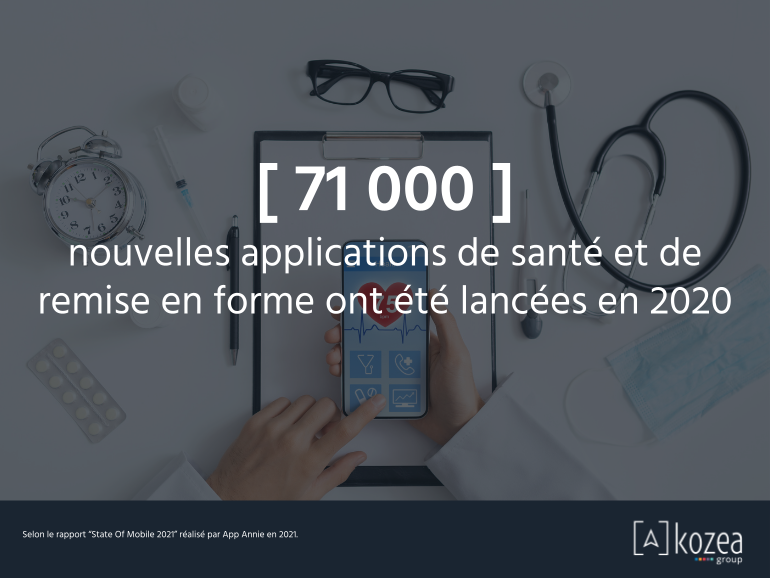 [ 71 000 ]
nouvelles applications de santé et de
remise en forme ont été lancées en 2020
Selon le rapport “State Of Mobile 2021” réalisé par App Annie en 2021.
[A] kozea
group